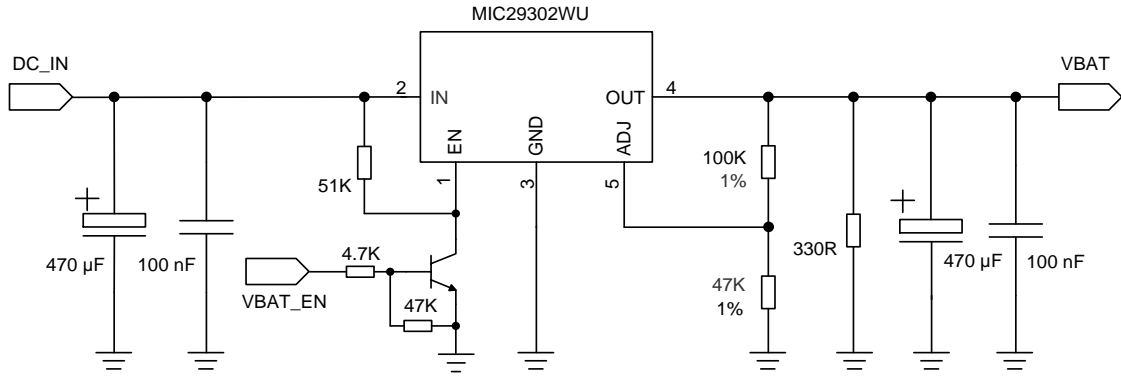 MIC29302WU
DC_IN
VBAT
2
IN
OUT
4
EN
GND
ADJ
1
3
5
51K
100K
1%
470 µF
100 nF
4.7K
VBAT_EN
47K
330R
47K
1%
470 µF
100 nF